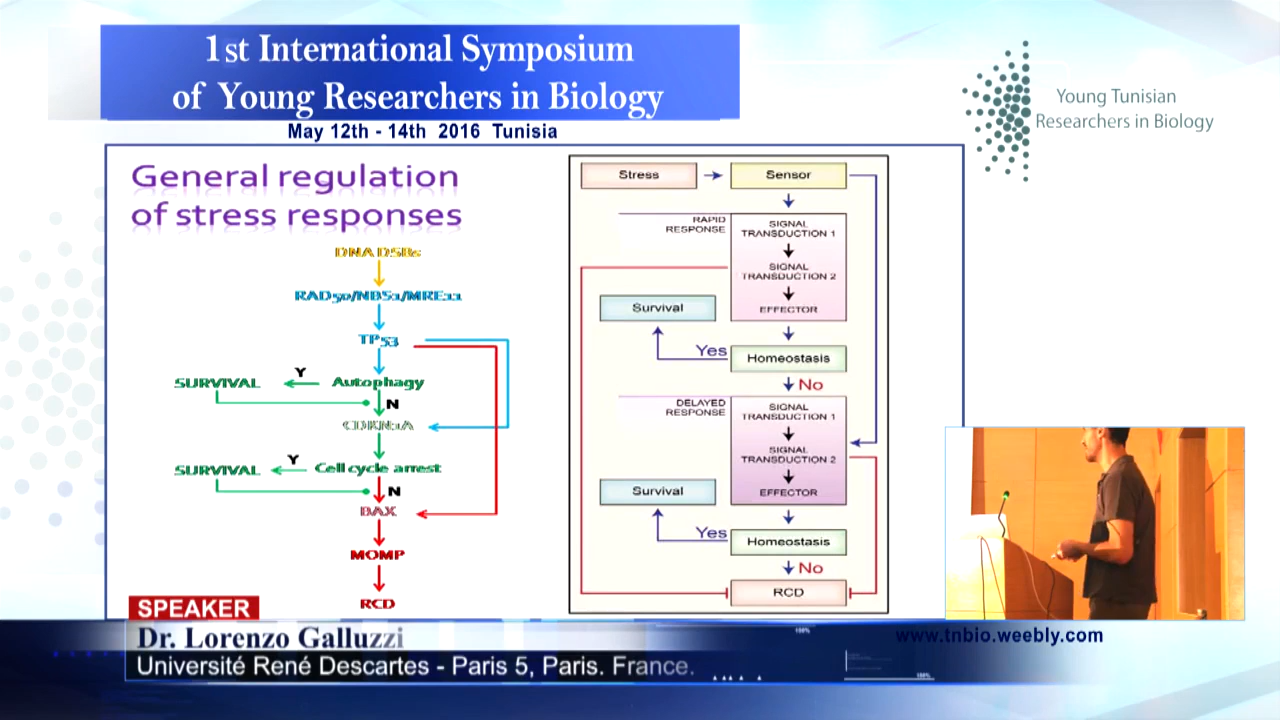 1st International Symposium
of Young Researchers in Biology
May 12th - 14th 2016 Tunisia
Young Tunisian
Researchers in Biology
General regulation
of stress responses
DNA DSBs
RAD50/NBS1/MRE11
TP53
SURVIVAL
Y
Autophagy
N
CDKN1A
SURVIVAL
Y
Cell cycle arrest
N
BAX
MOMP
RCD
Stress
Sensor
RAPID
RESPONSE
SIGNAL
TRANSDUCTION 1
SIGNAL
TRANSDUCTION 2
EFFECTOR
Survival
Yes
Homeostasis
No
DELAYED
RESPONSE
SIGNAL
TRANSDUCTION 1
SIGNAL
TRANSDUCTION 2
EFFECTOR
Survival
Yes
Homeostasis
No
RCD
SPEAKER
Dr. Lorenzo Galluzzi
Université René Descartes - Paris 5, Paris. France.
100%
www.tnbio.weebly.com
100%